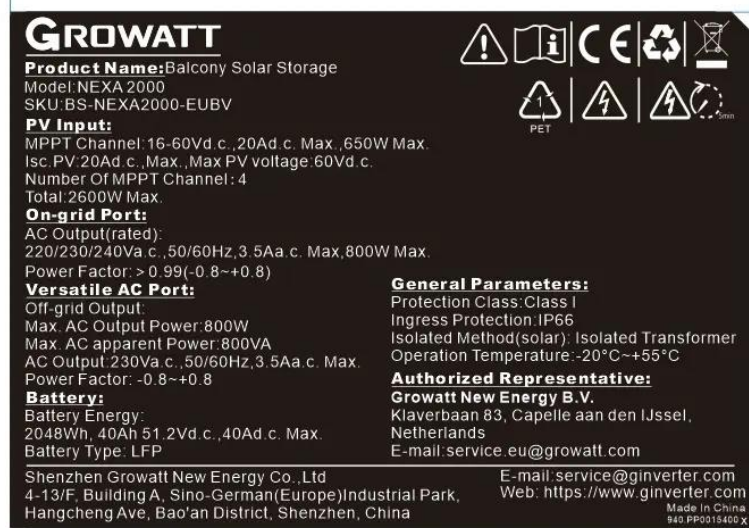 GROWATT
Product Name:Balcony Solar Storage
Model:NEXA 2000
SKU:BS-NEXA2000-EUBV
PV Input:
MPPT Channel:16-60Vd.c.,20Ad.c. Max.,650W Max.
Isc.PV:20Ad.c.,Max.,Max PV voltage:60Vd.c.
Number Of MPPT Channel:4
Total:2600W Max.
On-grid Port:
AC Output(rated):
220/230/240Va.c.,50/60Hz,3.5Aa.c. Max,800W Max.
Power Factor:>0.99(-0.8~+0.8)
Versatile AC Port:
Off-grid Output:
Max. AC Output Power:800W
Max. AC apparent Power:800VA
AC Output:230Va.c.,50/60Hz,3.5Aa.c. Max.
Power Factor: -0.8~+0.8
Battery:
Battery Energy:
2048Wh, 40Ah 51.2Vd.c.,40Ad.c. Max.
Battery Type: LFP
CE
1
PET
5min
General Parameters:
Protection Class:Class I
Ingress Protection:IP66
Isolated Method(solar): Isolated Transformer
Operation Temperature:-20°C~+55°C
Authorized Representative:
Growatt New Energy B.V.
Klaverbaan 83, Capelle aan den IJssel,
Netherlands
E-mail:service.eu@growatt.com
Shenzhen Growatt New Energy Co.,Ltd
4-13/F, Building A, Sino-German(Europe)Industrial Park,
Hangcheng Ave, Bao'an District, Shenzhen, China
E-mail:service@ginverter.com
Web: https://www.ginverter.com
Made In China
940.PP0015400X